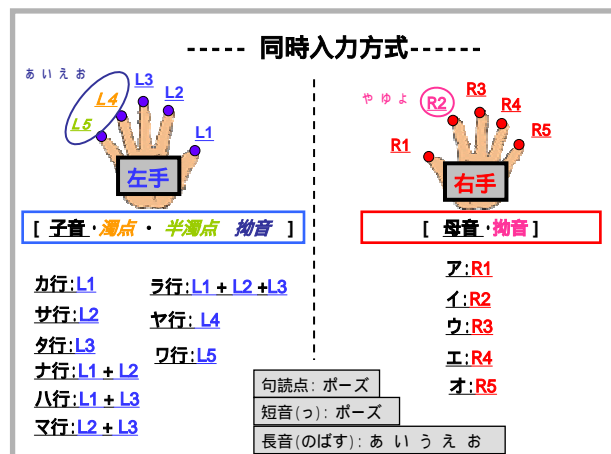 ----- 同時入力方式------
あ い え お
L3
L4
L2
L5
L1
左手
[ 子音・濁点・ 半濁点 拗音 ]
カ行:L1
サ行:L2
タ行:L3
ナ行:L1 + L2
ハ行:L1 + L3
マ行:L2 + L3
ラ行:L1 + L2 +L3
ヤ行: L4
ワ行:L5
や ゆ よ
R3
R2
R4
R5
R1
右手
[ 母音・拗音 ]
ア:R1
イ:R2
ウ:R3
エ:R4
オ:R5
句読点: ポーズ
短音(っ): ポーズ
長音(のばす): あ い う え お